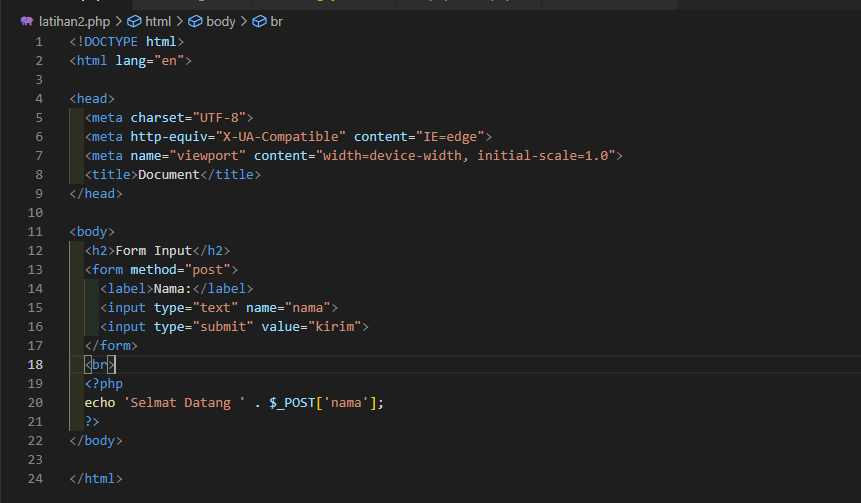 latihan2.php > html > body > br
1 <!DOCTYPE html>
2 <html lang="en">
3
4 <head>
5 <meta charset="UTF-8">
6 <meta http-equiv="X-UA-Compatible" content="IE=edge">
7 <meta name="viewport" content="width=device-width, initial-scale=1.0">
8 <title>Document</title>
9 </head>
10
11 <body>
12 <h2>Form Input</h2>
13 <form method="post">
14 <label>Nama:</label>
15 <input type="text" name="nama">
16 <input type="submit" value="kirim">
17 </form>
18 <br>
19 <?php
20 echo 'Selmat Datang ' . $_POST['nama'];
21 ?>
22 </body>
23
24 </html>